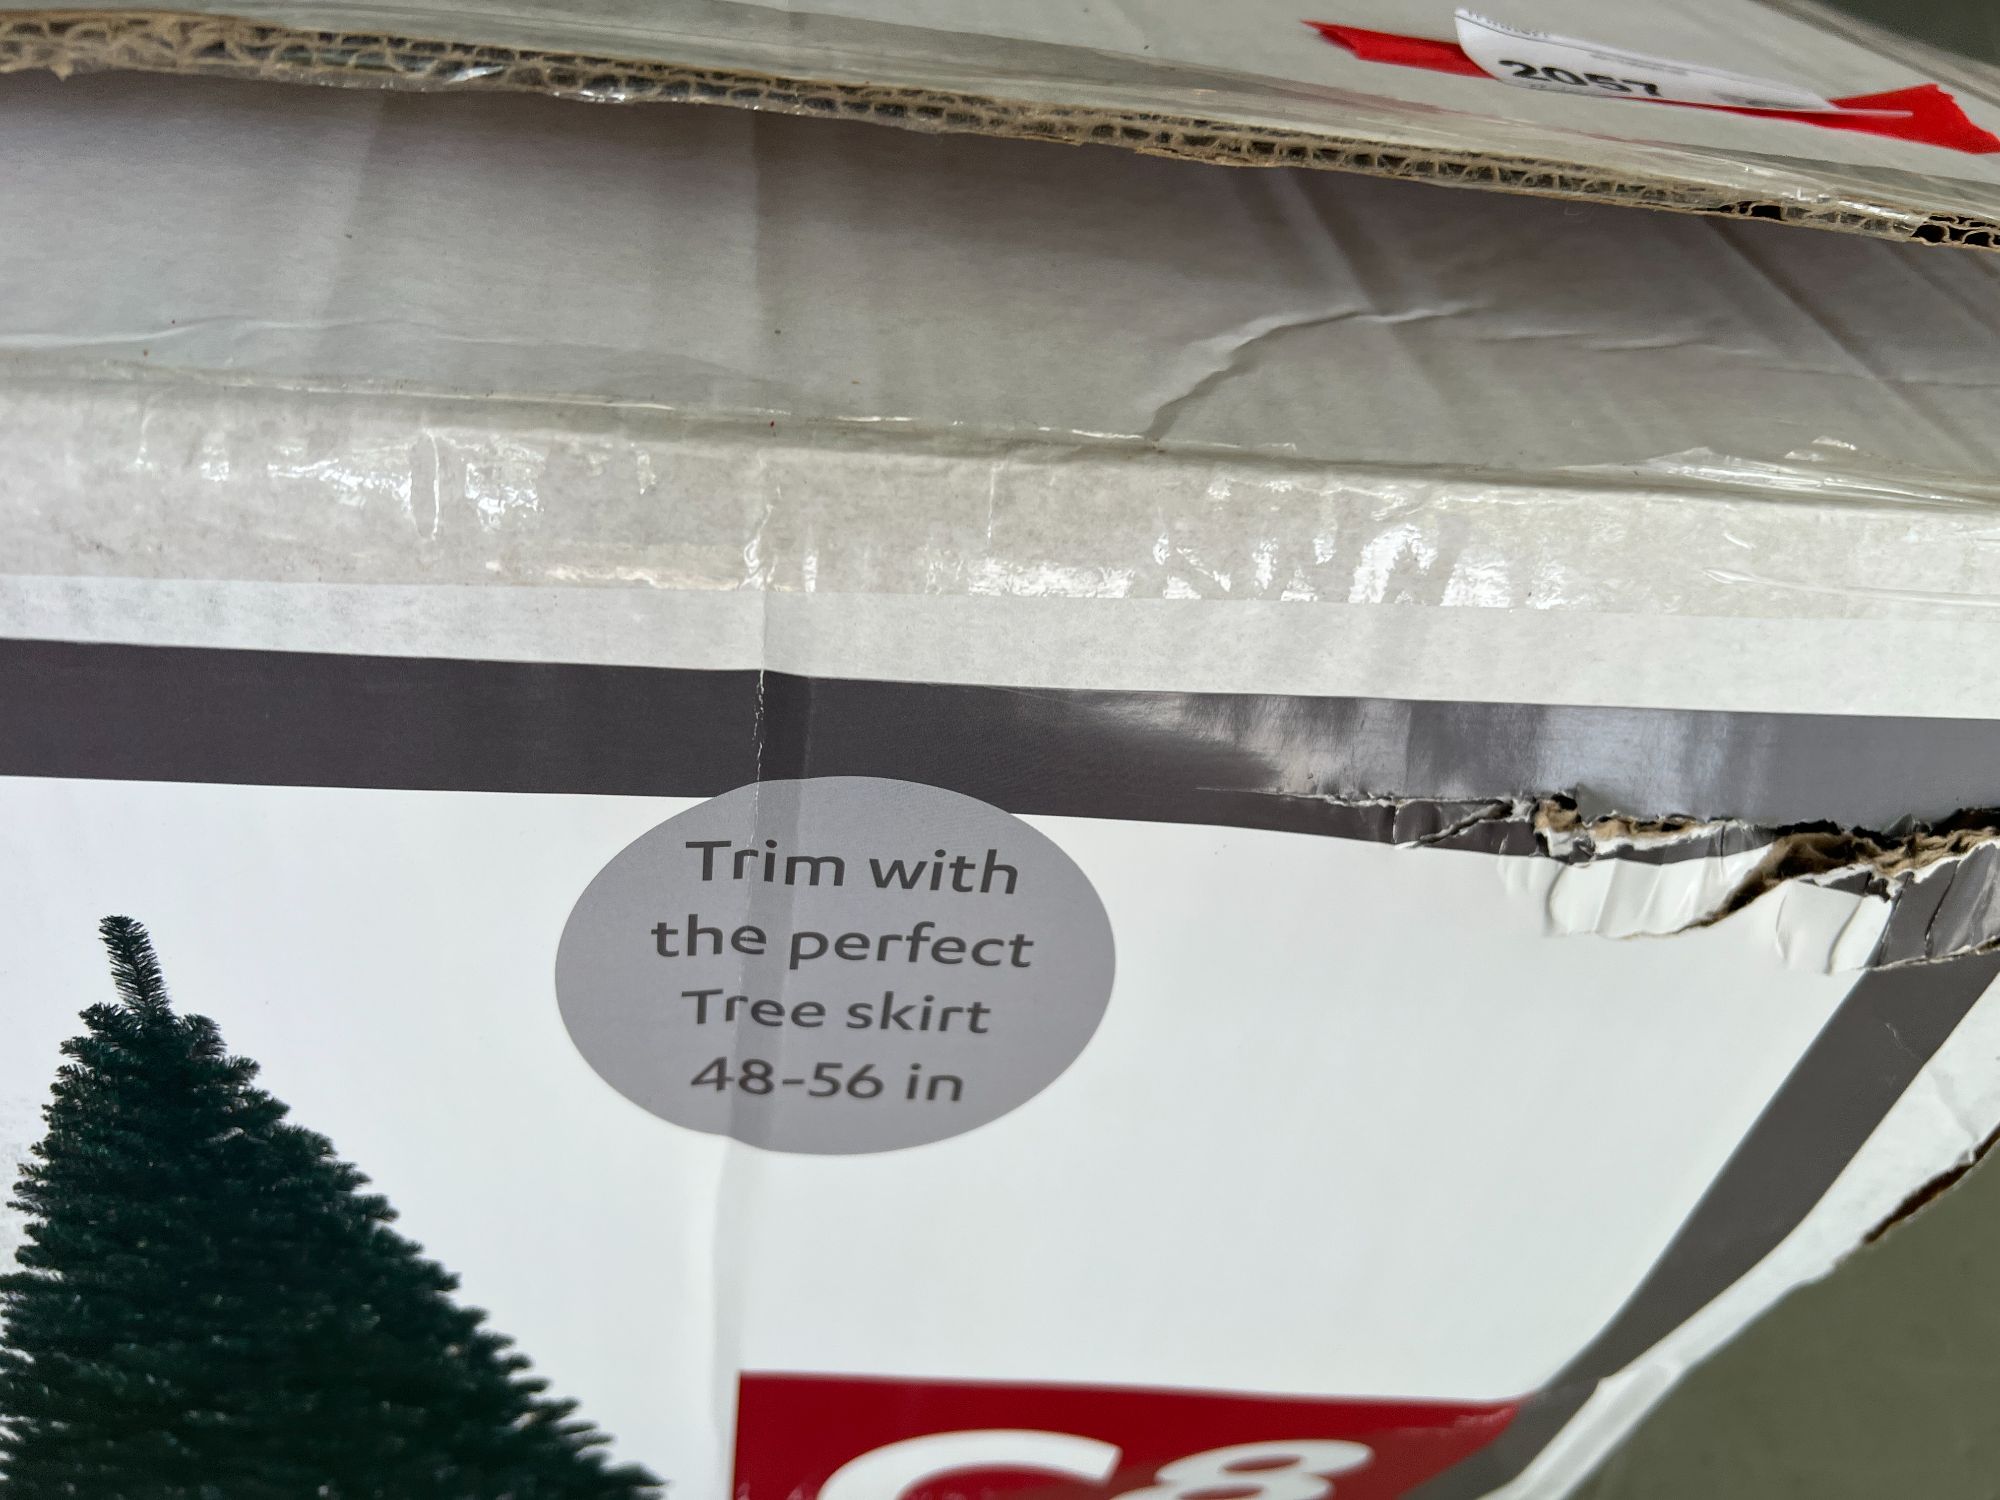 2057
Trim with
the perfect
Tree skirt
48-56 in